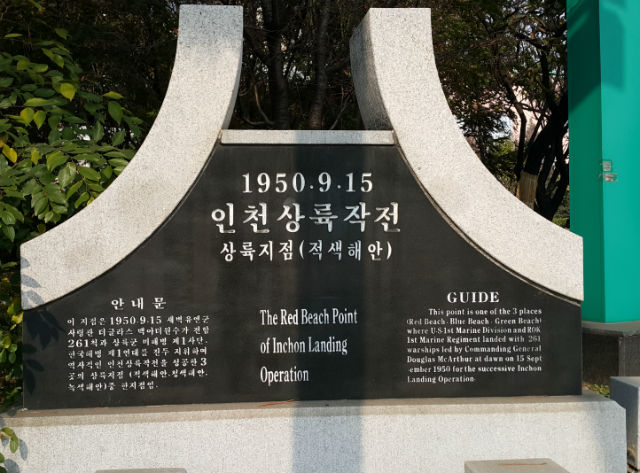 1950.9.15
인천상륙작전
상륙지점(적색해안)
안 내 문
이 지점은 1950.9.15 새벽유엔군
사령관 더글라스 맥아더원수가 전함
261척과 상륙군 미해병 제1사단.
한국해병 제1연대를 진두 지휘하여
역사적인 인천상륙작전을 성공한 3
곳의 상륙지점 (적색해안.청색해안.
녹색해안)중 한지점임.
The Red Beach Point
of Inchon Landing
Operation
GUIDE
This point is one of the 3 places
(Red Beach. Blue Beach. Green Beach)
where U.S 1st Marine Division and ROK
1st Marine Regiment landed with 261
warships led by Commanding General
Douglas McArthur at dawn on 15 Sept
-ember 1950 for the successive Inchon
Landing Operation.